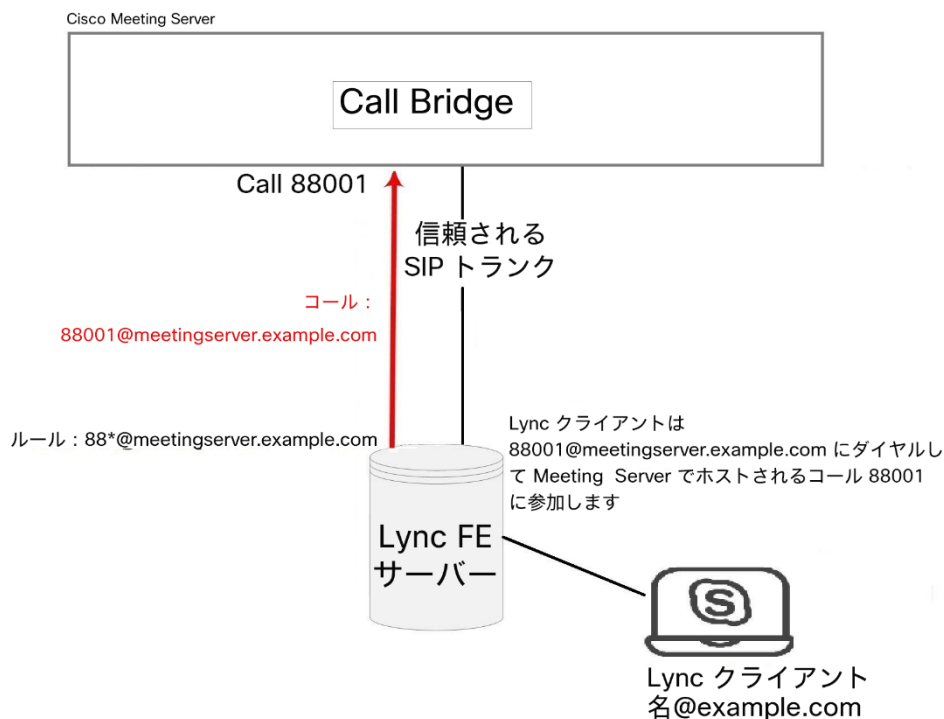 Cisco Meeting Server
Call Bridge
Call 88001
信頼される
SIP トランク
コール：
88001@meetingserver.example.com
ルール：88*@meetingserver.example.com
Lync クライアントは
88001@meetingserver.example.com にダイヤルし
て Meeting Server でホストされるコール 88001
に参加します
Lync FE
サーバー
S
Lync クライアント
名@example.com